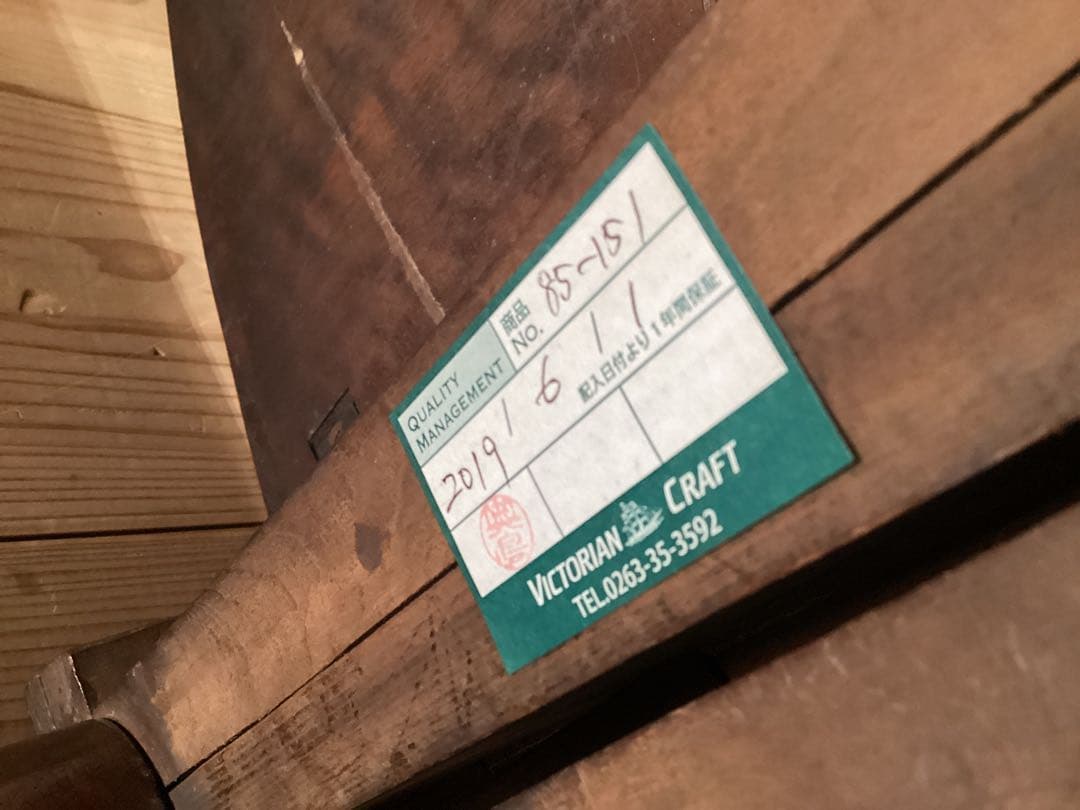 QUALITY
MANAGEMENT
商品
NO. 85-151
2019 / 6 / 1
記入日付より1年間保証
VICTORIAN CRAFT
TEL.0263-35-3592